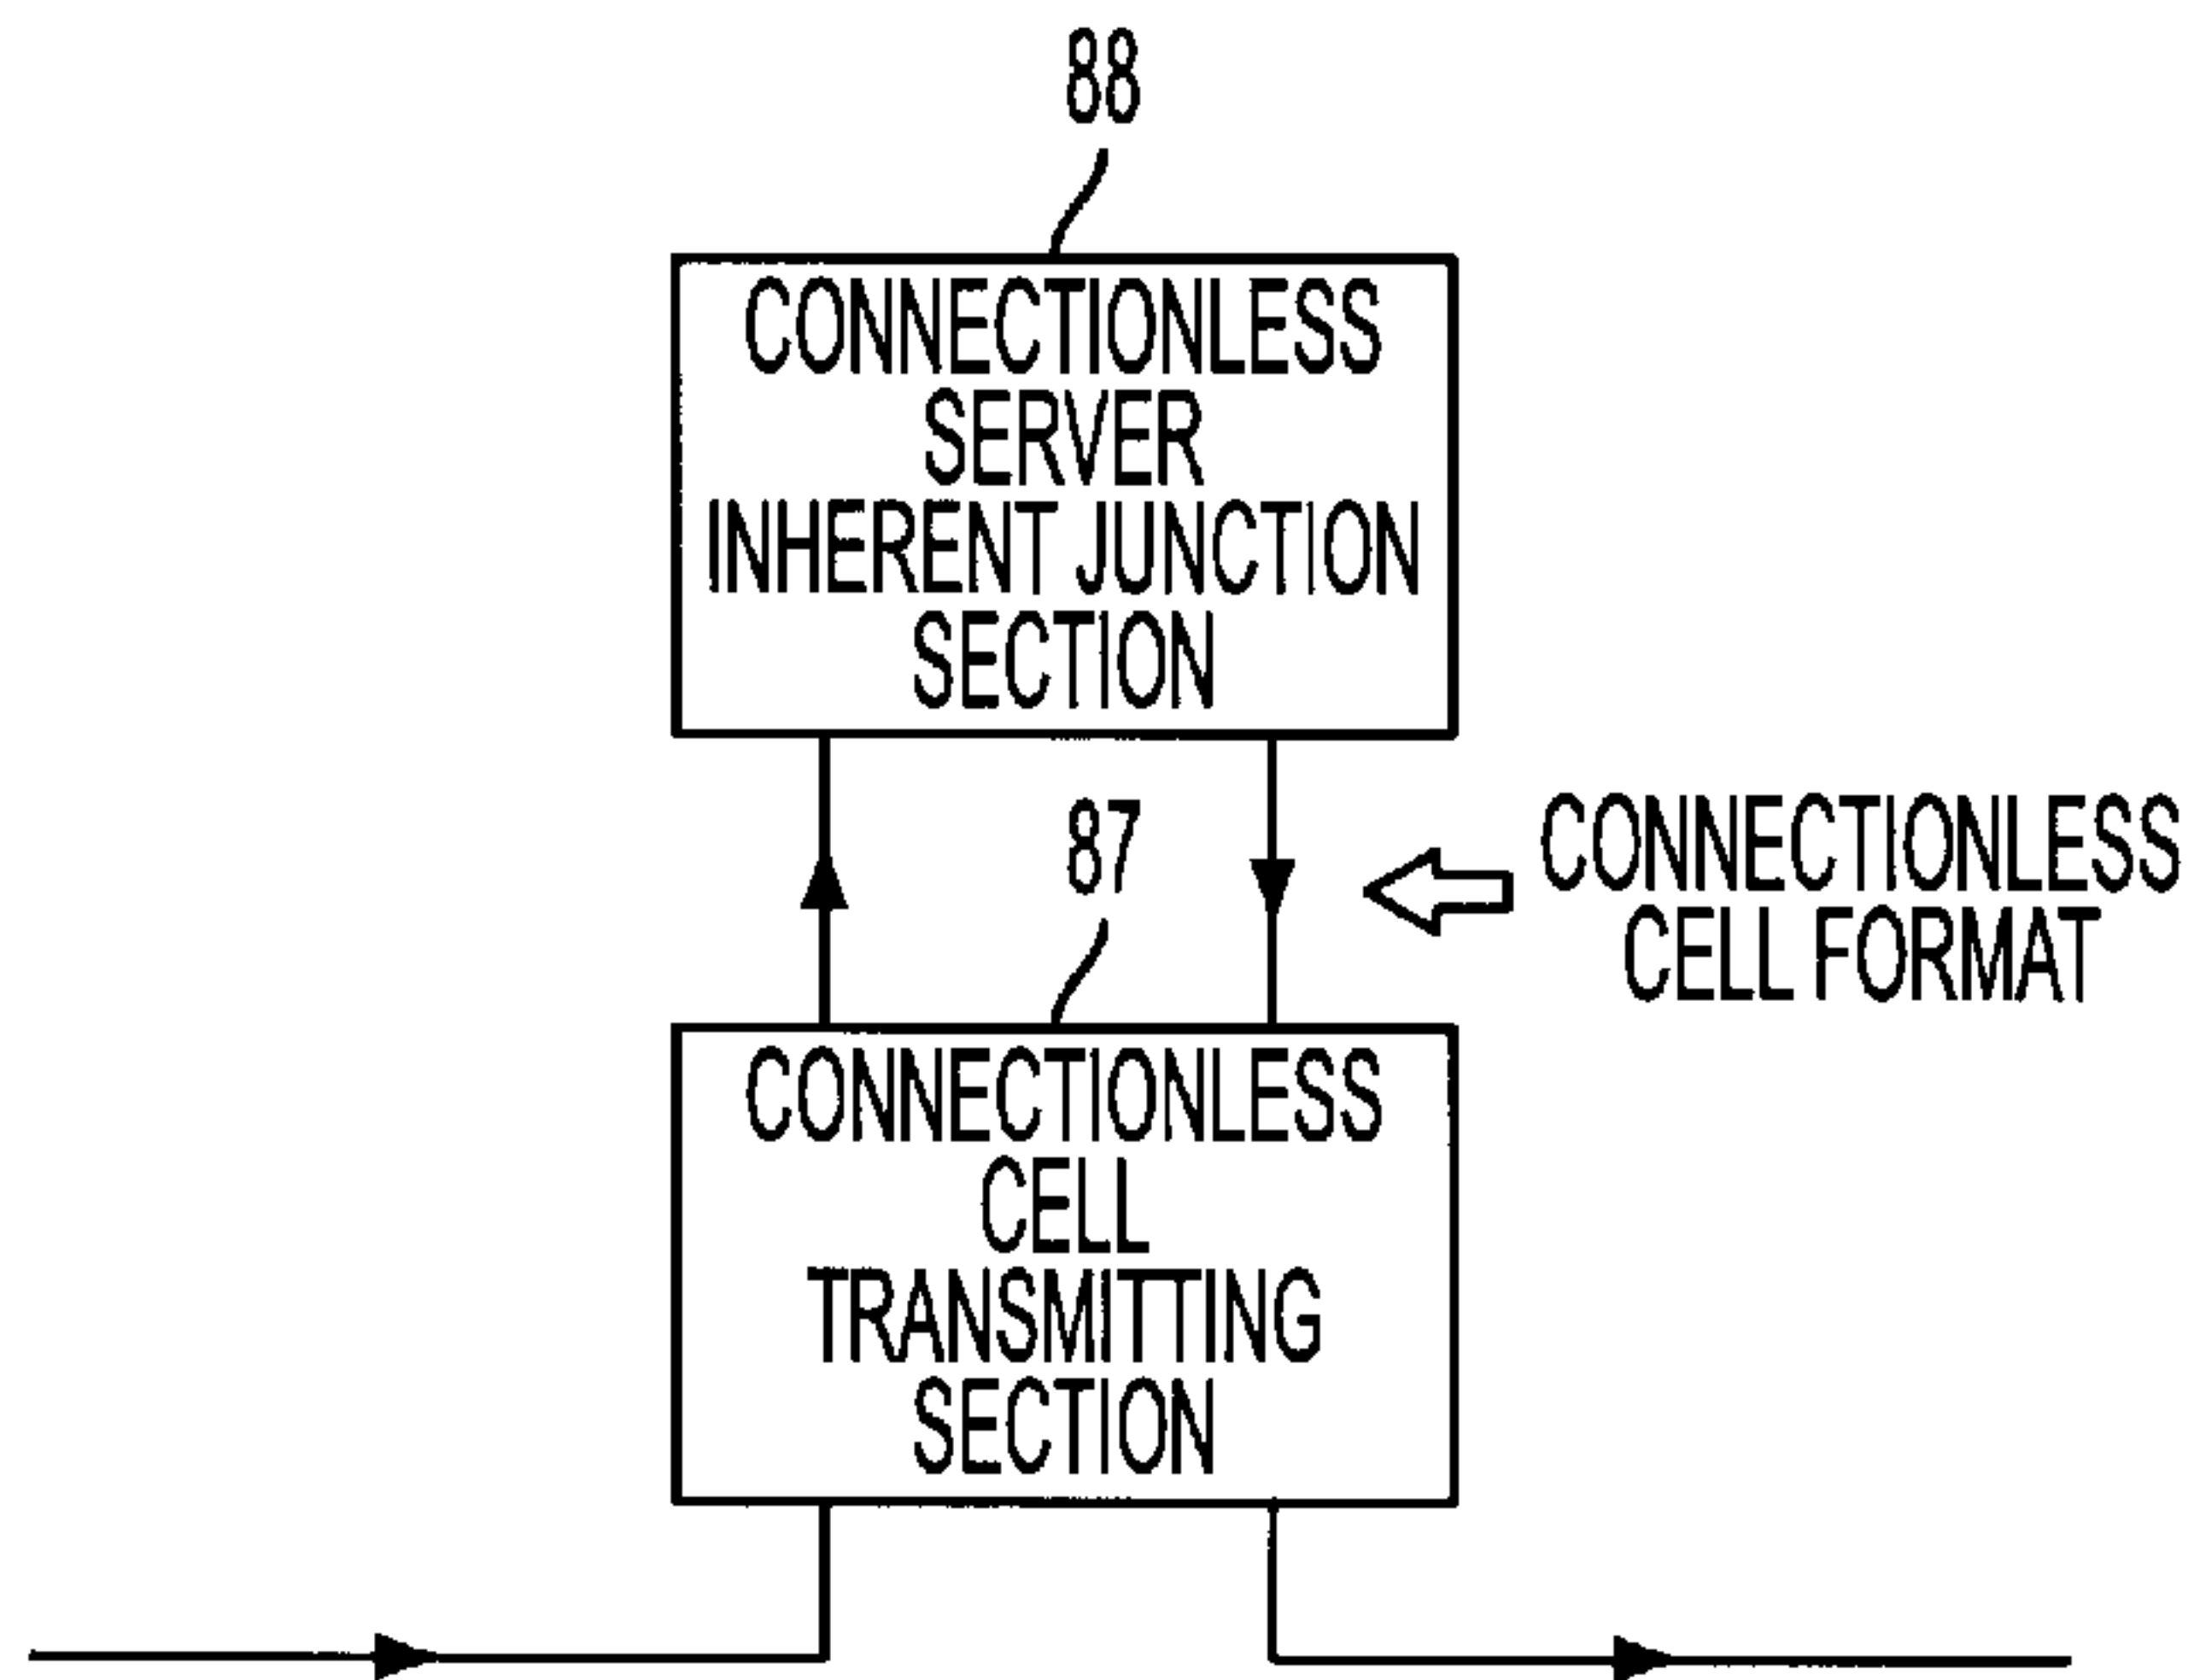 88
CONNECTIONLESS
SERVER
INHERENT JUNCTION
SECTION
87
CONNECTIONLESS
CELL FORMAT
CONNECTIONLESS
CELL
TRANSMITTING
SECTION